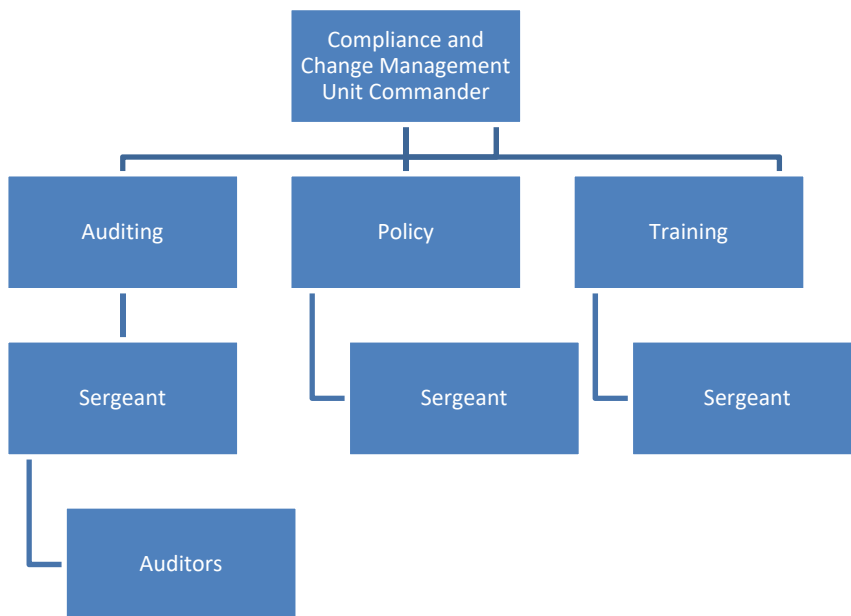 Compliance and
Change Management
Unit Commander
Auditing
Policy
Training
Sergeant
Sergeant
Sergeant
Auditors